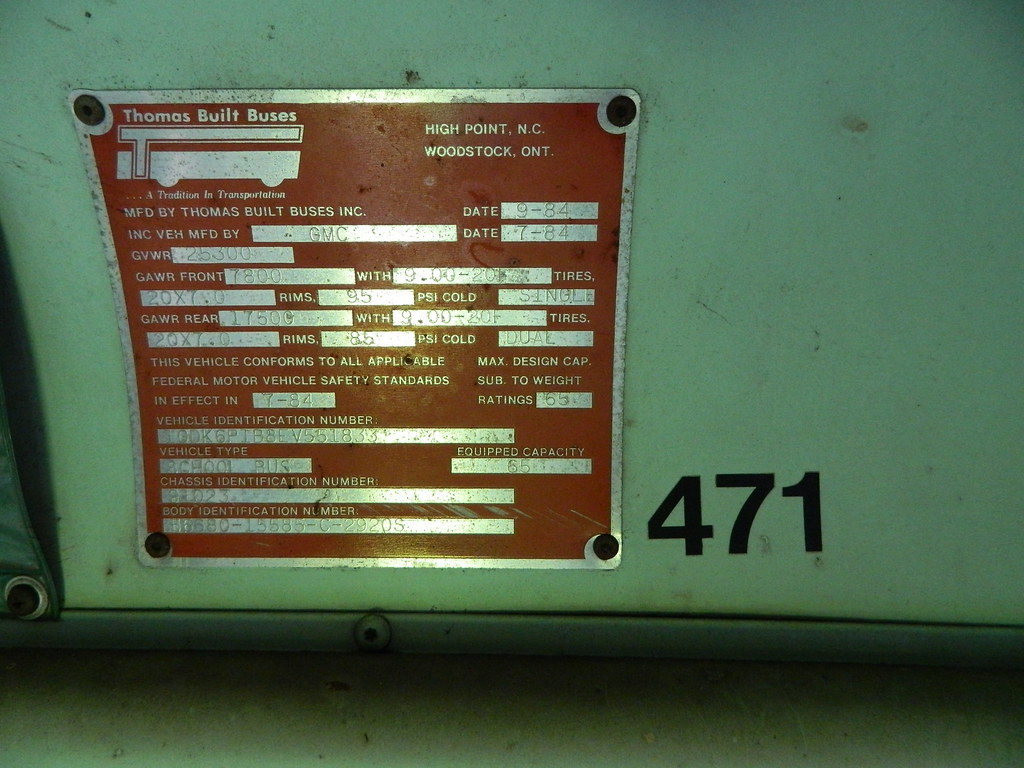 Thomas Built Buses
. . . A Tradition In Transportation
HIGH POINT, N.C.
WOODSTOCK, ONT.
MFD BY THOMAS BUILT BUSES INC. DATE 9-84
INC VEH MFD BY GMC DATE 7-84
GVWR 25300
GAWR FRONT 7800 WITH 9.00-20F TIRES,
20X7.0 RIMS, 95 PSI COLD SINGLE
GAWR REAR 17500 WITH 9.00-20F TIRES,
20X7.0 RIMS, 85 PSI COLD DUAL
THIS VEHICLE CONFORMS TO ALL APPLICABLE MAX. DESIGN CAP.
FEDERAL MOTOR VEHICLE SAFETY STANDARDS SUB. TO WEIGHT
IN EFFECT IN 7-84 RATINGS 65
VEHICLE IDENTIFICATION NUMBER:
VEHICLE TYPE EQUIPPED CAPACITY
SCHOOL BUS 65
CHASSIS IDENTIFICATION NUMBER:
BODY IDENTIFICATION NUMBER:
471